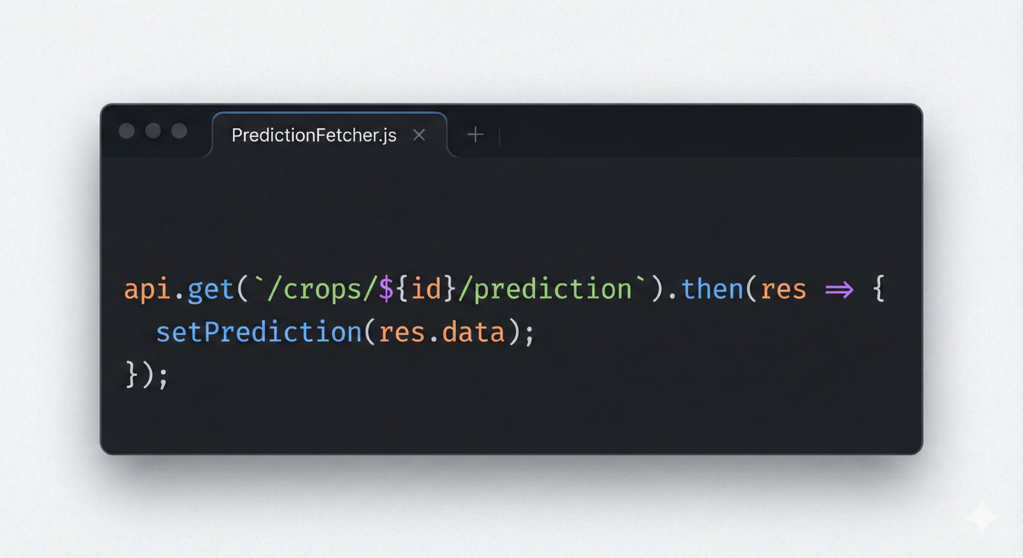 PredictionFetcher.js
api.get(`/crops/${id}/prediction`).then(res => {
  setPrediction(res.data);
});